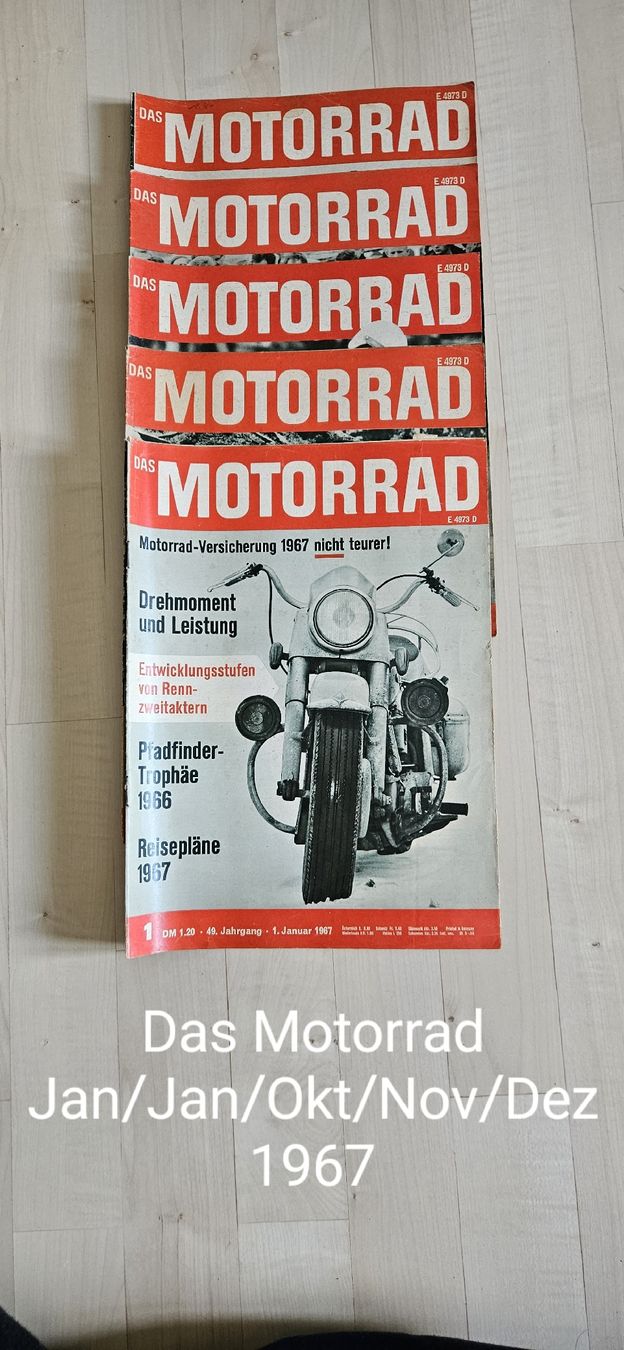 E 4973 D
DAS MOTORRAD
E 4973 D
DAS MOTORRAD
E 4973 D
DAS MOTORRAD
E 4973 D
DAS MOTORRAD
DAS MOTORRAD
E 4973 D
Motorrad-Versicherung 1967 nicht teurer!
Drehmoment
und Leistung
Entwicklungsstufen
von Renn-
zweitaktern
Pfadfinder-
Trophäe
1966
Reisepläne
1967
1 DM 1.20 · 49. Jahrgang · 1. Januar 1967
Das Motorrad
Jan/Jan/Okt/Nov/Dez
1967